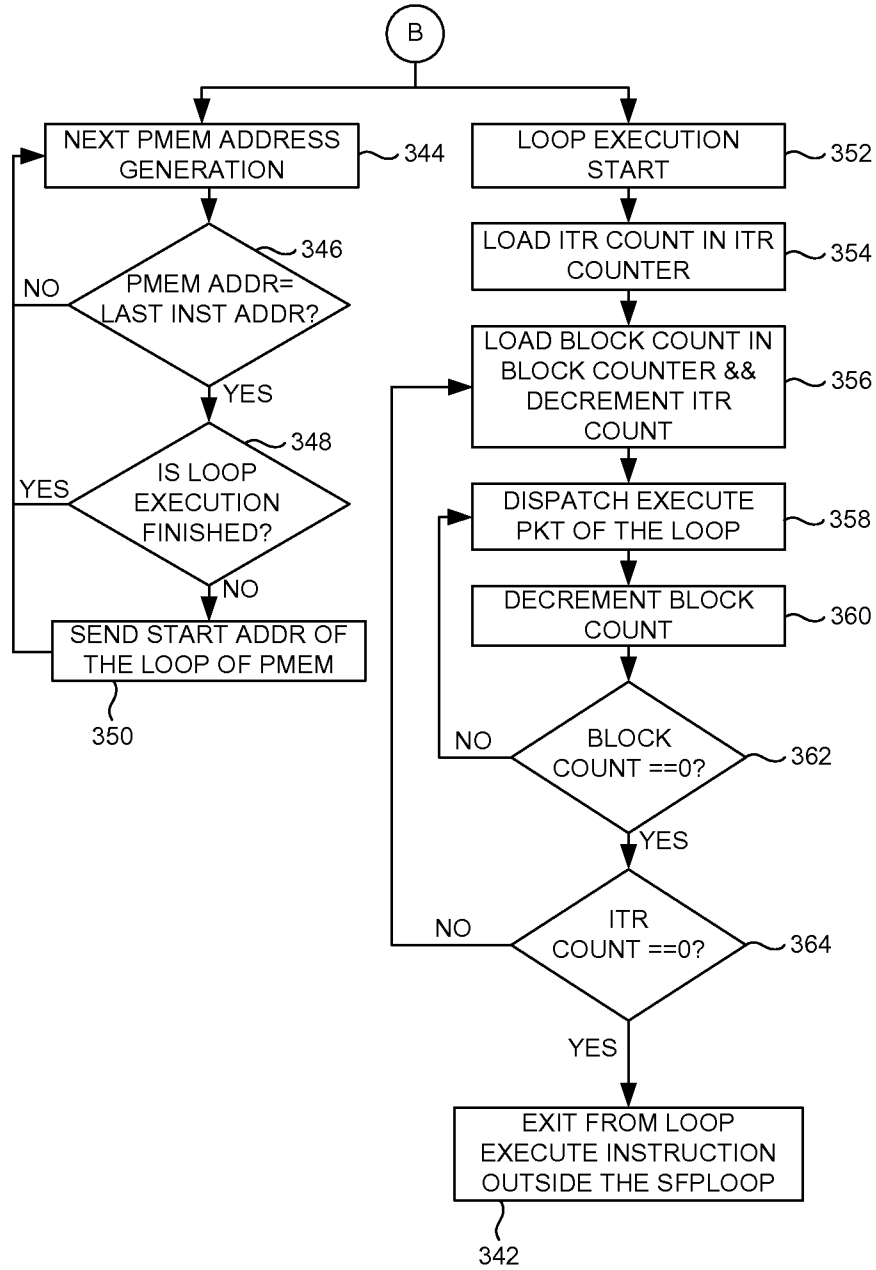 B
NEXT PMEM ADDRESS
GENERATION
344
346
PMEM ADDR=
LAST INST ADDR?
NO
YES
348
IS LOOP
EXECUTION
FINISHED?
YES
NO
SEND START ADDR OF
THE LOOP OF PMEM
350
LOOP EXECUTION
START
352
LOAD ITR COUNT IN ITR
COUNTER
354
LOAD BLOCK COUNT IN
BLOCK COUNTER &&
DECREMENT ITR
COUNT
356
DISPATCH EXECUTE
PKT OF THE LOOP
358
DECREMENT BLOCK
COUNT
360
BLOCK
COUNT ==0?
362
NO
YES
ITR
COUNT ==0?
364
NO
YES
EXIT FROM LOOP
EXECUTE INSTRUCTION
OUTSIDE THE SFPLOOP
342